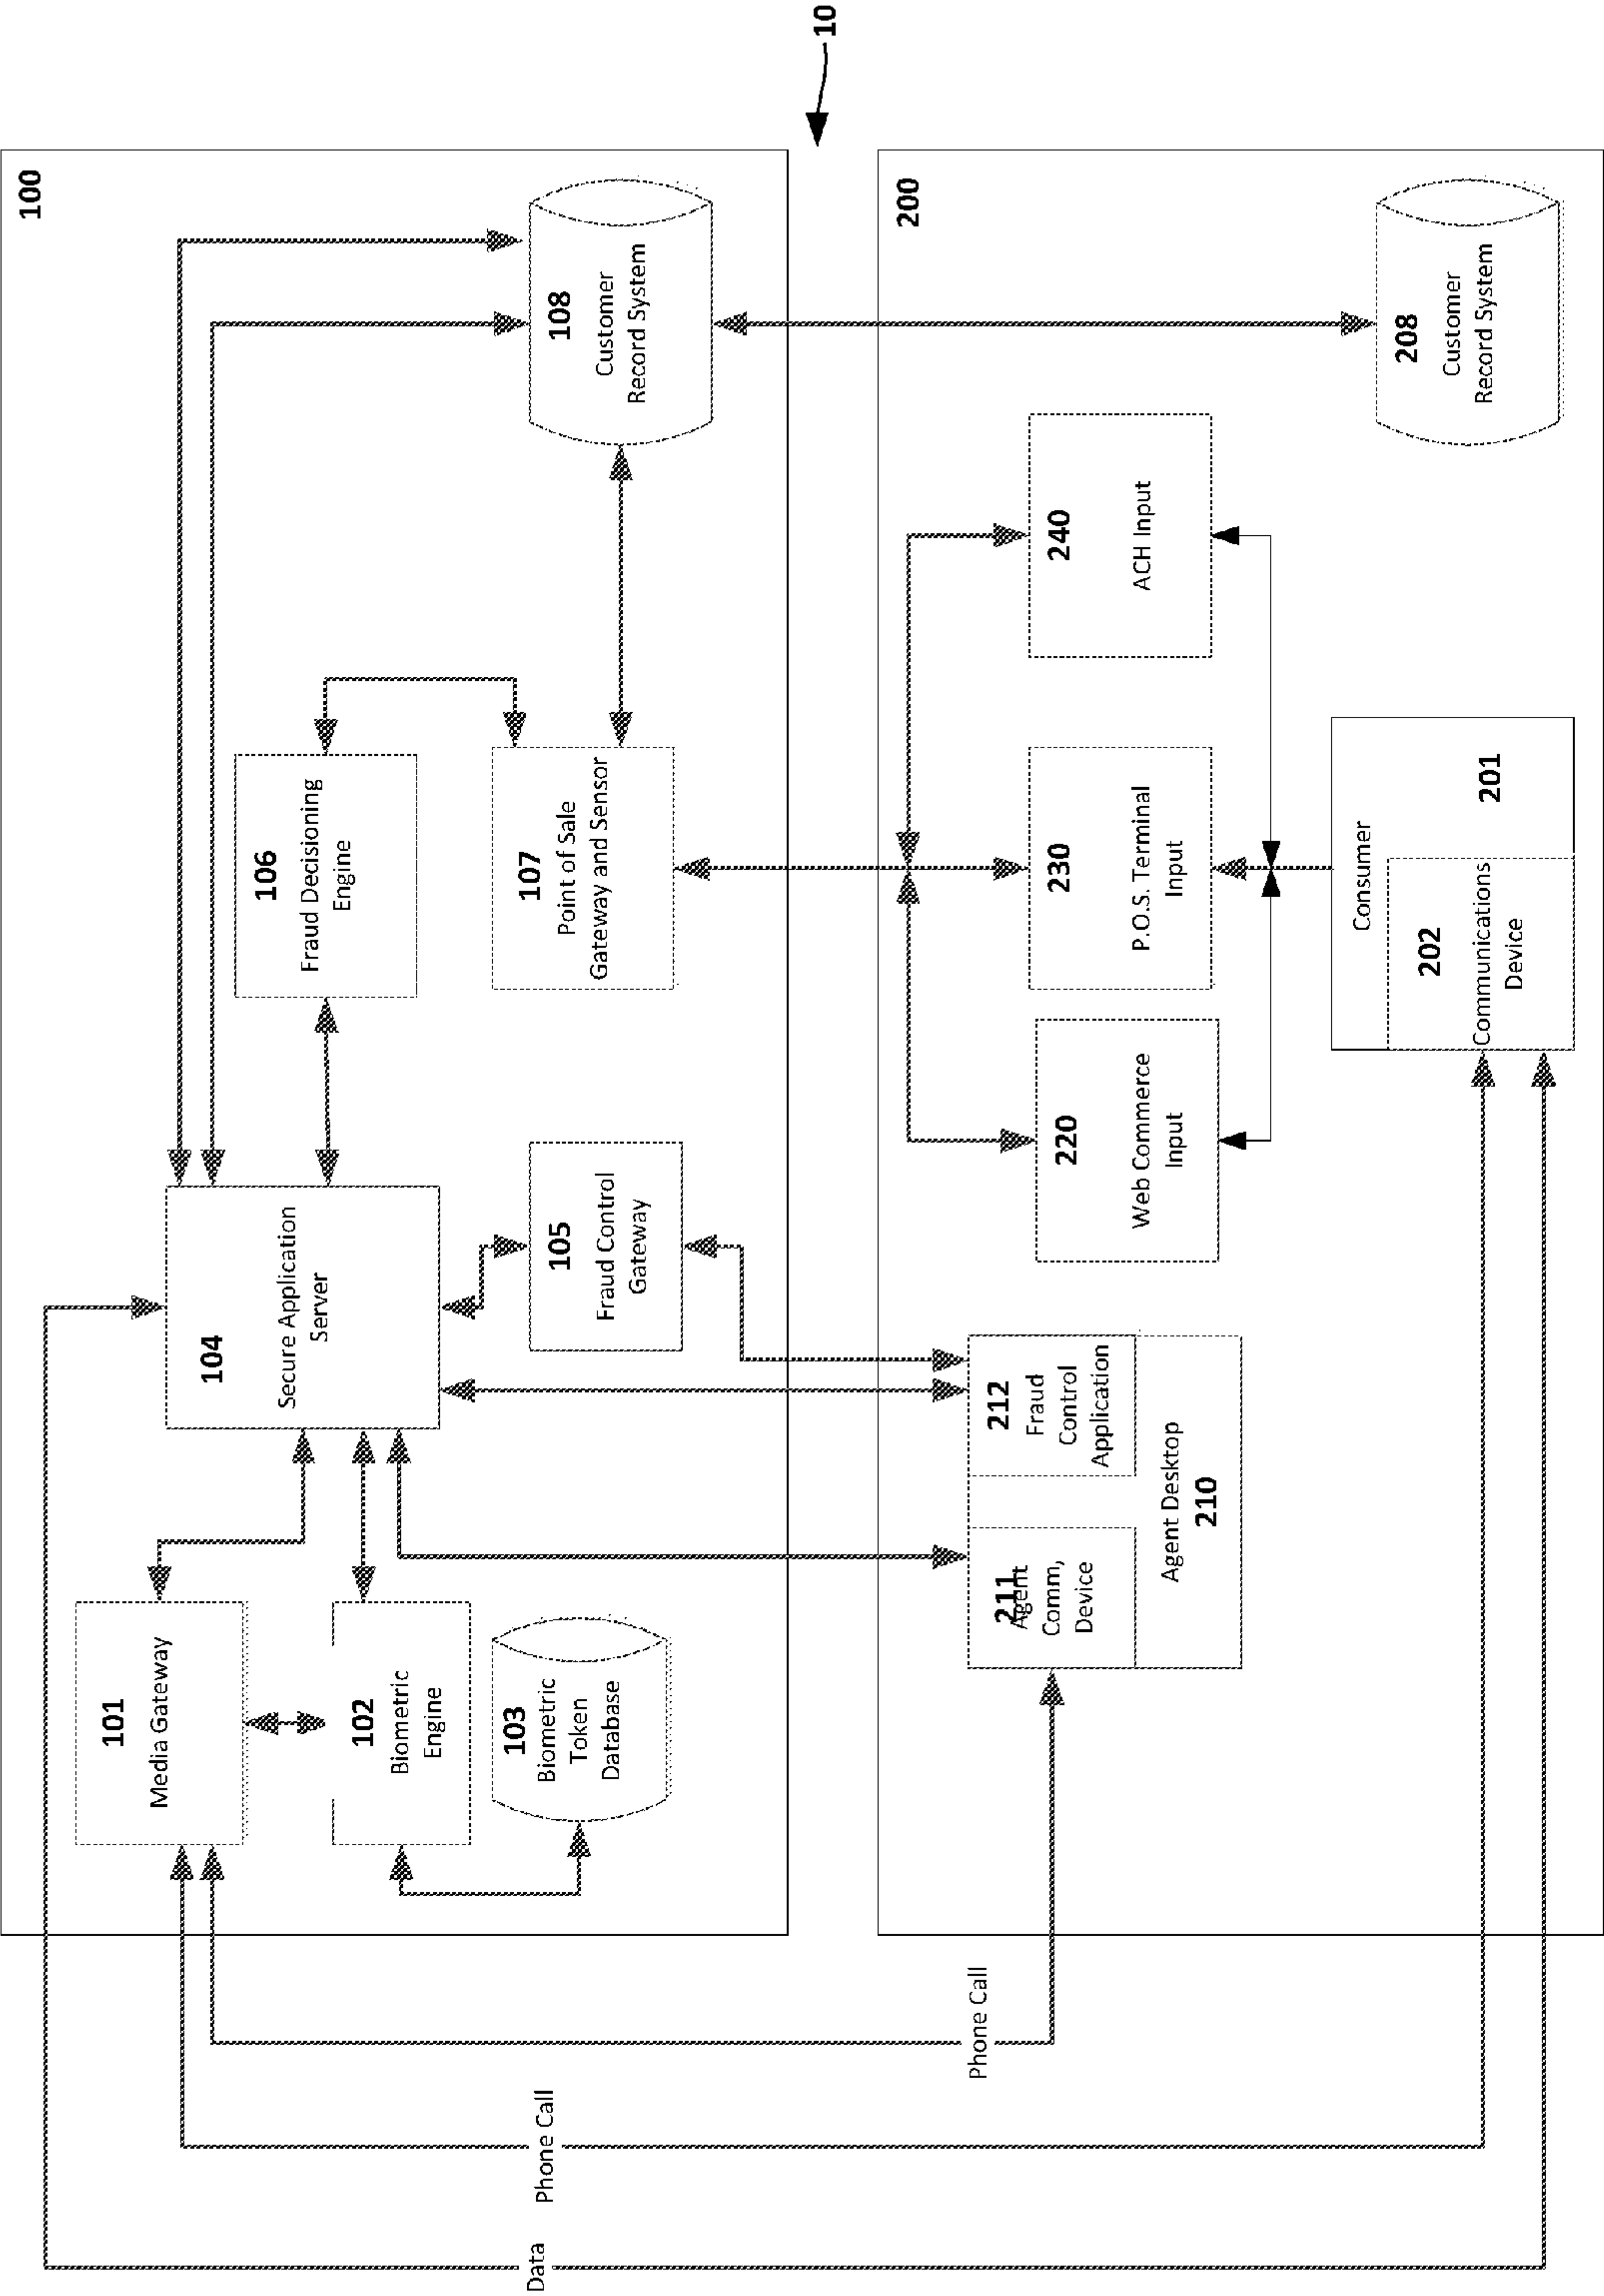 10
100
101
Media Gateway
102
Biometric
Engine
103
Biometric
Token
Database
104
Secure Application
Server
105
Fraud Control
Gateway
106
Fraud Decisioning
Engine
107
Point of Sale
Gateway and Sensor
108
Customer
Record System
200
211
Agent
Comm,
Device
212
Fraud
Control
Application
Agent Desktop
210
220
Web Commerce
Input
230
P.O.S. Terminal
Input
240
ACH Input
Consumer
201
202
Communications
Device
208
Customer
Record System
Phone Call
Phone Call
Data